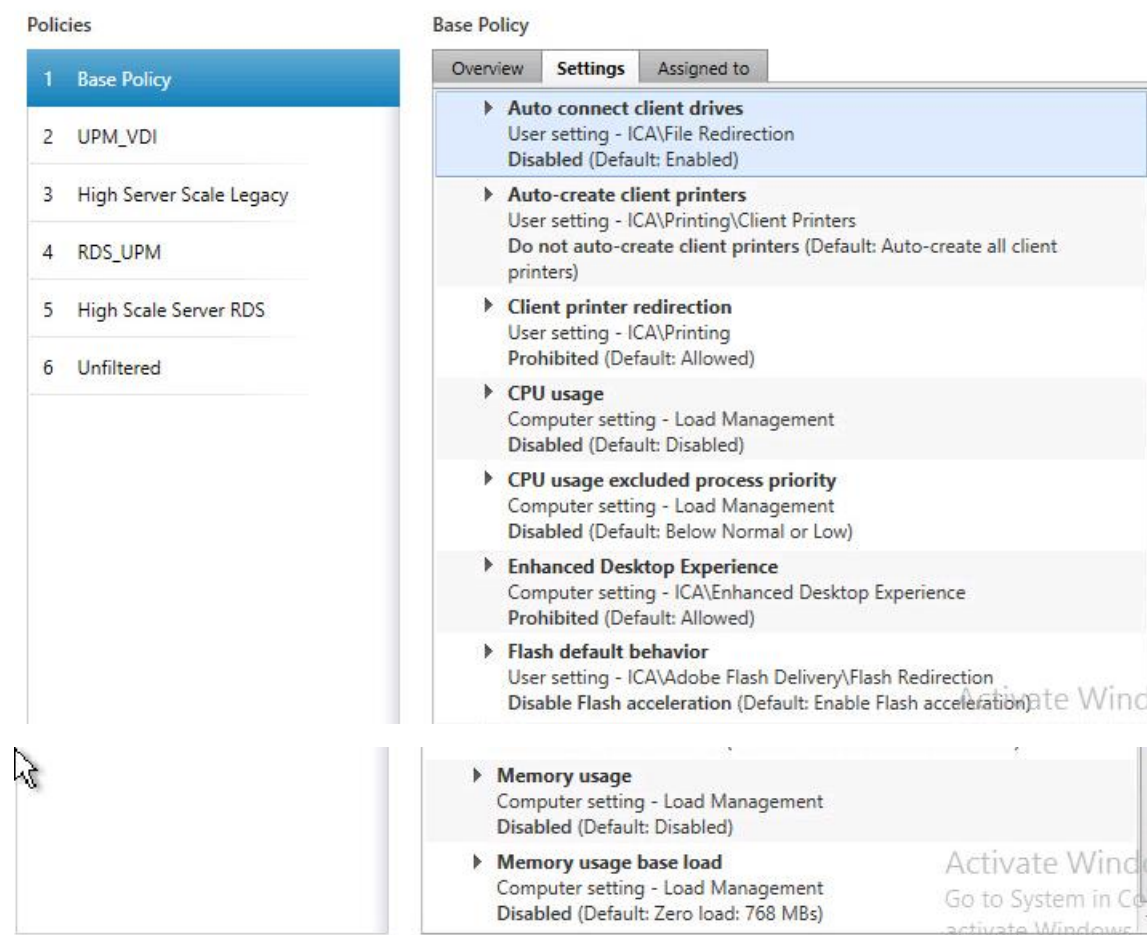 Policies
Base Policy
1 Base Policy
2 UPM_VDI
3 High Server Scale Legacy
4 RDS_UPM
5 High Scale Server RDS
6 Unfiltered
Overview Settings Assigned to
Auto connect client drives
User setting - ICA\File Redirection
Disabled (Default: Enabled)
Auto-create client printers
User setting - ICA\Printing\Client Printers
Do not auto-create client printers (Default: Auto-create all client
printers)
Client printer redirection
User setting - ICA\Printing
Prohibited (Default: Allowed)
CPU usage
Computer setting - Load Management
Disabled (Default: Disabled)
CPU usage excluded process priority
Computer setting - Load Management
Disabled (Default: Below Normal or Low)
Enhanced Desktop Experience
Computer setting - ICA\Enhanced Desktop Experience
Prohibited (Default: Allowed)
Flash default behavior
User setting - ICA\Adobe Flash Delivery\Flash Redirection
Disable Flash acceleration (Default: Enable Flash acceleration)
Activate Wind
Memory usage
Computer setting - Load Management
Disabled (Default: Disabled)
Memory usage base load
Computer setting - Load Management
Disabled (Default: Zero load: 768 MBs)
Activate Wind
Go to System in Co
activate Windows